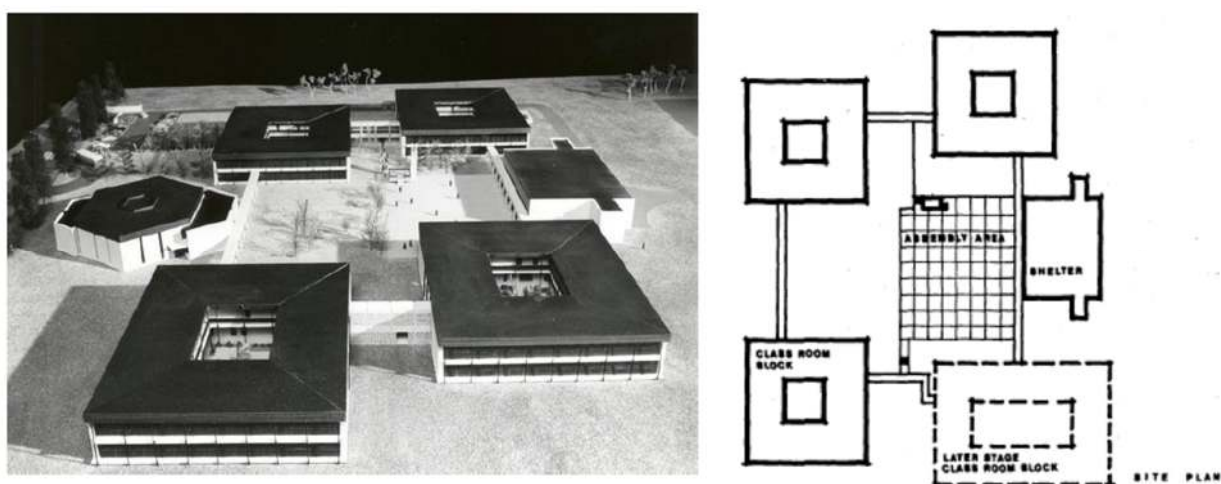 ASSEMBLY AREA
SHELTER
CLASS ROOM
BLOCK
LATER STAGE
CLASS ROOM BLOCK
SITE PLAN